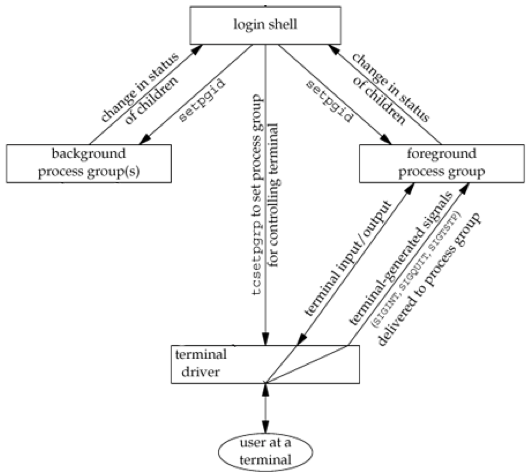 login shell
change in status
of children
setpgid
tcsetpgrp to set process group
for controlling terminal
setpgid
change in status
of children
background
process group(s)
foreground
process group
terminal input/output
terminal-generated signals
(SIGINT, SIGQUIT, SIGTSTP)
delivered to process group
terminal
driver
user at a
terminal